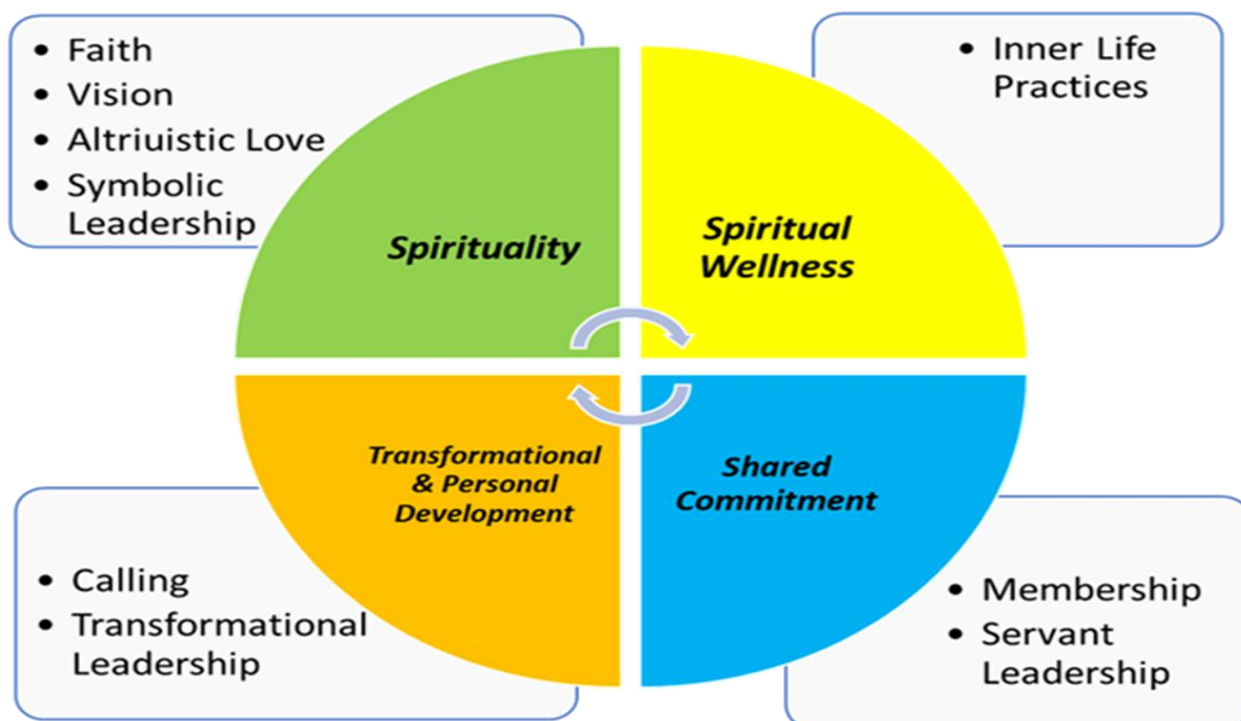 • Faith
• Vision
• Altriuistic Love
• Symbolic
Leadership
• Inner Life
Practices
Spirituality
Spiritual
Wellness
Transformational
& Personal
Development
Shared
Commitment
• Calling
• Transformational
Leadership
• Membership
• Servant
Leadership